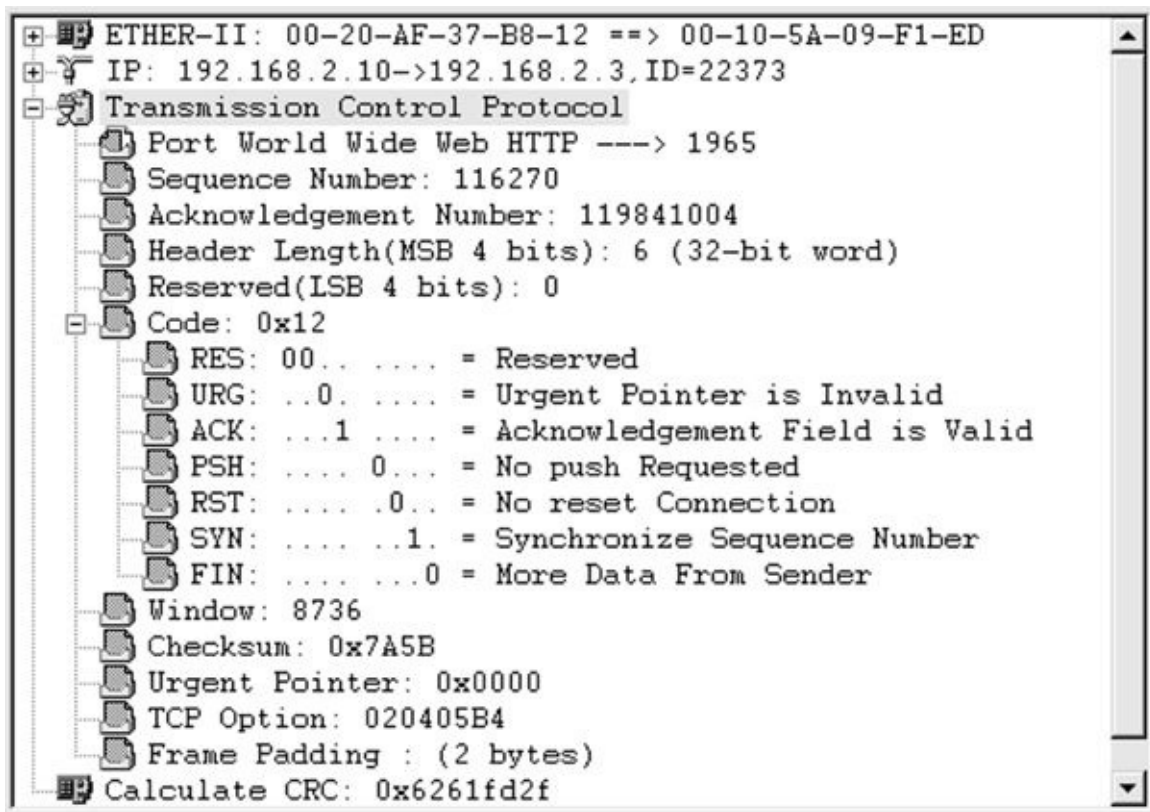 ETHER-II: 00-20-AF-37-B8-12 ==> 00-10-5A-09-F1-ED
IP: 192.168.2.10->192.168.2.3,ID=22373
Transmission Control Protocol
Port World Wide Web HTTP ---> 1965
Sequence Number: 116270
Acknowledgement Number: 119841004
Header Length(MSB 4 bits): 6 (32-bit word)
Reserved(LSB 4 bits): 0
Code: 0x12
RES: 00.. .... = Reserved
URG: ..0. .... = Urgent Pointer is Invalid
ACK: ...1 .... = Acknowledgement Field is Valid
PSH: .... 0... = No push Requested
RST: .... .0.. = No reset Connection
SYN: .... ..1. = Synchronize Sequence Number
FIN: .... ...0 = More Data From Sender
Window: 8736
Checksum: 0x7A5B
Urgent Pointer: 0x0000
TCP Option: 020405B4
Frame Padding : (2 bytes)
Calculate CRC: 0x6261fd2f